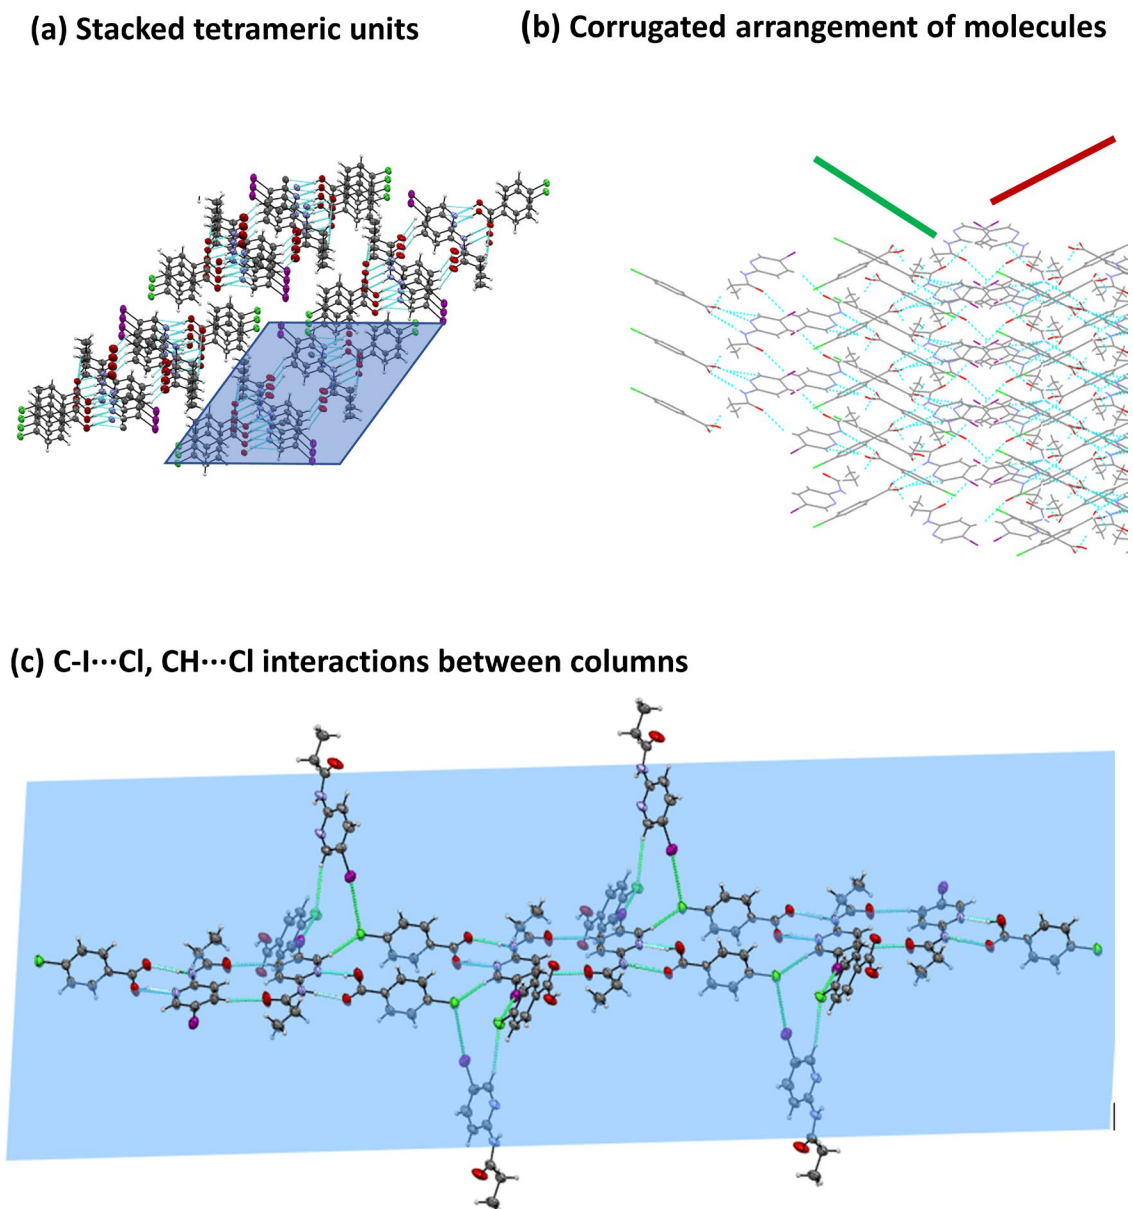 (a) Stacked tetrameric units
(b) Corrugated arrangement of molecules
(c) C-I···Cl, CH···Cl interactions between columns